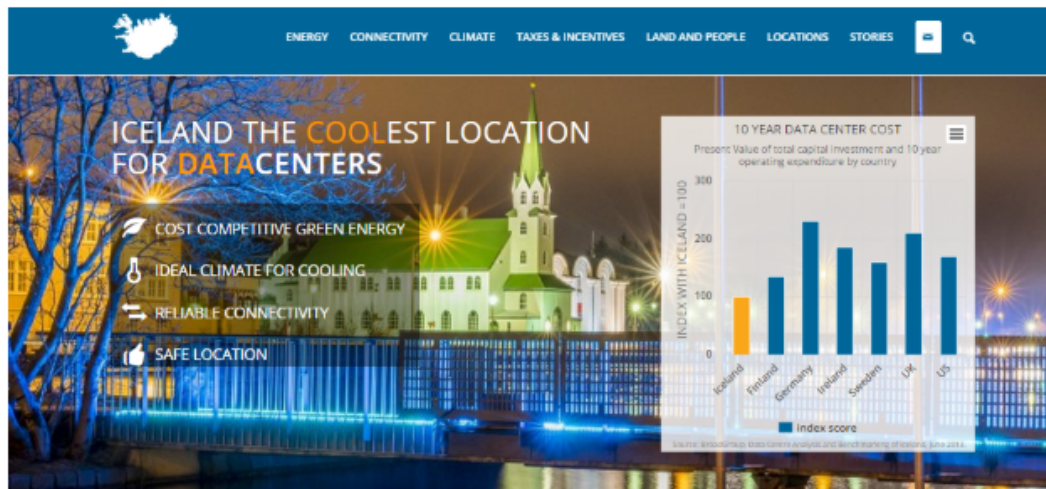 ENERGY CONNECTIVITY CLIMATE TAXES & INCENTIVES LAND AND PEOPLE LOCATIONS STORIES
ICELAND THE COOLEST LOCATION
FOR DATACENTERS
COST COMPETITIVE GREEN ENERGY
IDEAL CLIMATE FOR COOLING
RELIABLE CONNECTIVITY
SAFE LOCATION
10 YEAR DATA CENTER COST
Present Value of total capital investment and 10 year
operating expenditure by country
INDEX WITH ICELAND =100
300
200
100
0
Iceland Finland Germany Ireland Sweden UK US
Index score